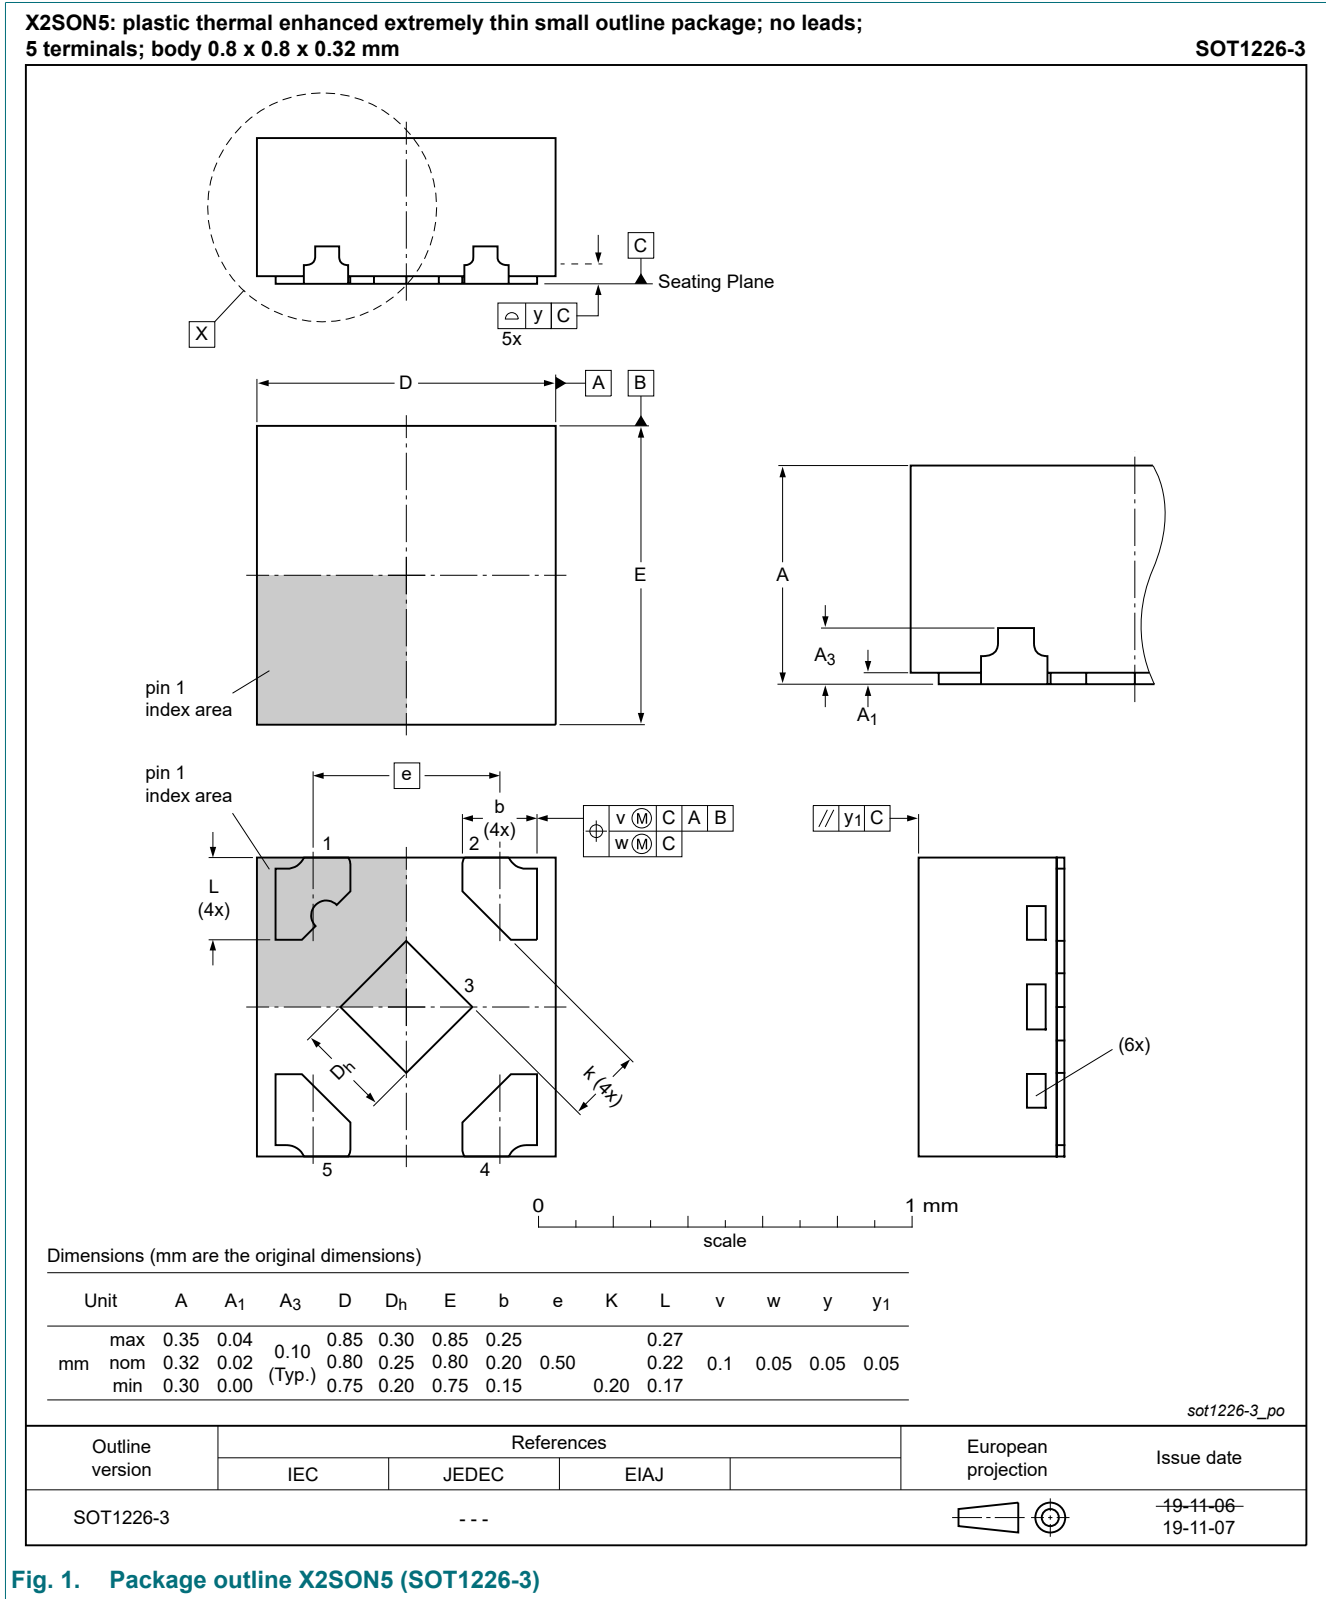 X2SON5: plastic thermal enhanced extremely thin small outline package; no leads;
5 terminals; body 0.8 x 0.8 x 0.32 mm
SOT1226-3
C
Seating Plane
y C
5x
X
D
A
B
E
pin 1
index area
A
A3
A1
pin 1
index area
e
b
(4x)
v M C A B
w M C
// y1 C
1
2
L
(4x)
3
Dh
k (4x)
(6x)
5
4
0
1 mm
scale
Dimensions (mm are the original dimensions)
Unit A A1 A3 D Dh E b e K L v w y y1
max 0.35 0.04 0.85 0.30 0.85 0.25 0.27
mm nom 0.32 0.02 0.10 (Typ.) 0.80 0.25 0.80 0.20 0.50 0.22 0.1 0.05 0.05 0.05
min 0.30 0.00 0.75 0.20 0.75 0.15 0.20 0.17
sot1226-3_po
Outline
version
References
IEC JEDEC EIAJ
European
projection
Issue date
SOT1226-3
- - -
19-11-06
19-11-07
Fig. 1. Package outline X2SON5 (SOT1226-3)